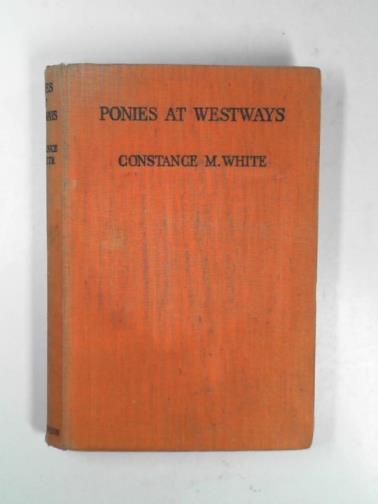 PONIES AT WESTWAYS
CONSTANCE M. WHITE